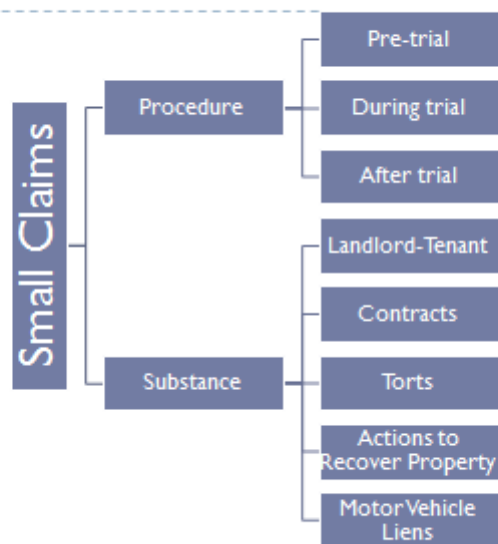 Small Claims
Procedure
Pre-trial
During trial
After trial
Substance
Landlord-Tenant
Contracts
Torts
Actions to
Recover Property
Motor Vehicle
Liens